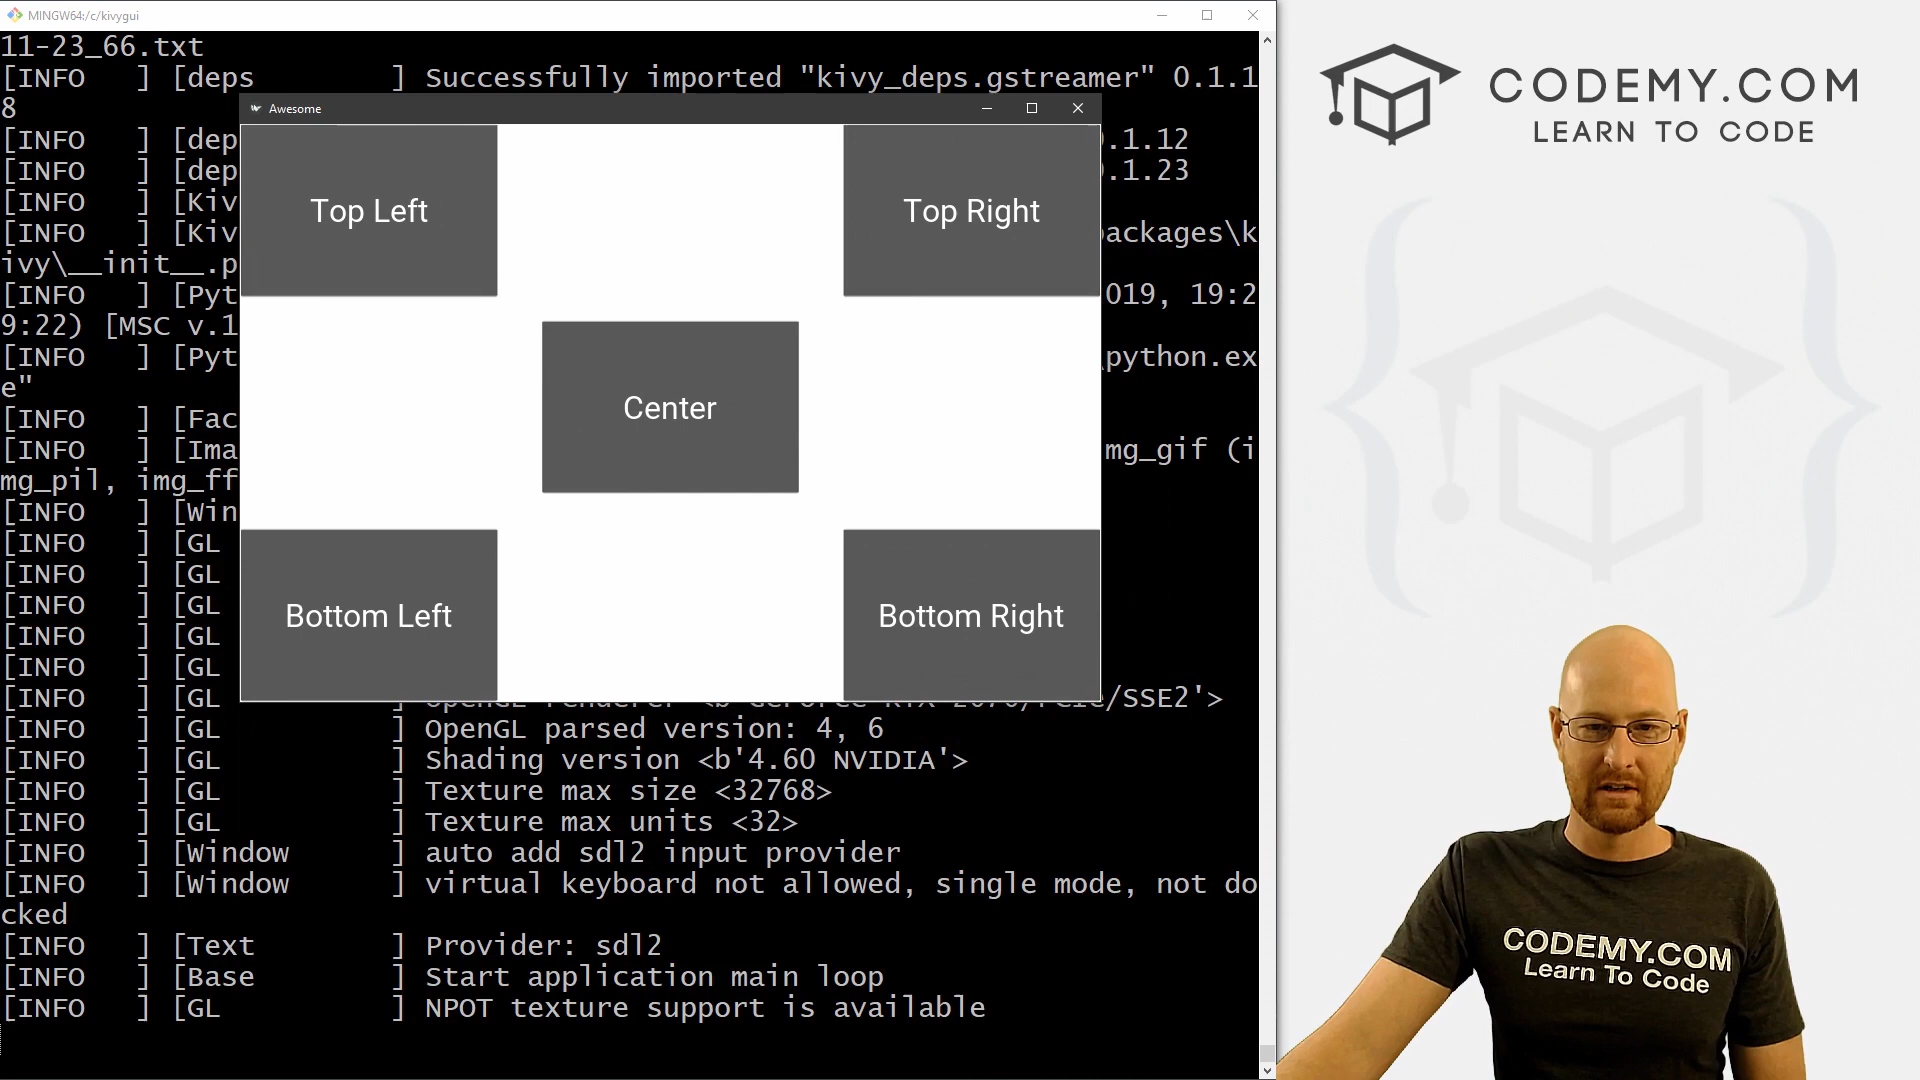 MINGW64:/c/kivygui
11-23_66.txt
[INFO   ] [deps        ] Successfully imported "kivy_deps.gstreamer" 0.1.1
8
[INFO   ] [dep
.1.12
[INFO   ] [dep
.1.23
[INFO   ] [Kiv
[INFO   ] [Kiv
ackages\k
ivy\__init__.p
[INFO   ] [Pyt
019, 19:2
9:22) [MSC v.1
[INFO   ] [Pyt
python.ex
e"
[INFO   ] [Fac
[INFO   ] [Ima
mg_gif (i
mg_pil, img_ff
[INFO   ] [Win
[INFO   ] [GL
[INFO   ] [GL
[INFO   ] [GL
[INFO   ] [GL
[INFO   ] [GL
[INFO   ] [GL          ] OpenGL renderer <b'GeForce RTX 2070/PCIe/SSE2'>
[INFO   ] [GL          ] OpenGL parsed version: 4, 6
[INFO   ] [GL          ] Shading version <b'4.60 NVIDIA'>
[INFO   ] [GL          ] Texture max size <32768>
[INFO   ] [GL          ] Texture max units <32>
[INFO   ] [Window      ] auto add sdl2 input provider
[INFO   ] [Window      ] virtual keyboard not allowed, single mode, not do
cked
[INFO   ] [Text        ] Provider: sdl2
[INFO   ] [Base        ] Start application main loop
[INFO   ] [GL          ] NPOT texture support is available
Awesome
Top Left
Top Right
Center
Bottom Left
Bottom Right
CODEMY.COM
LEARN TO CODE
CODEMY.COM
Learn To Code